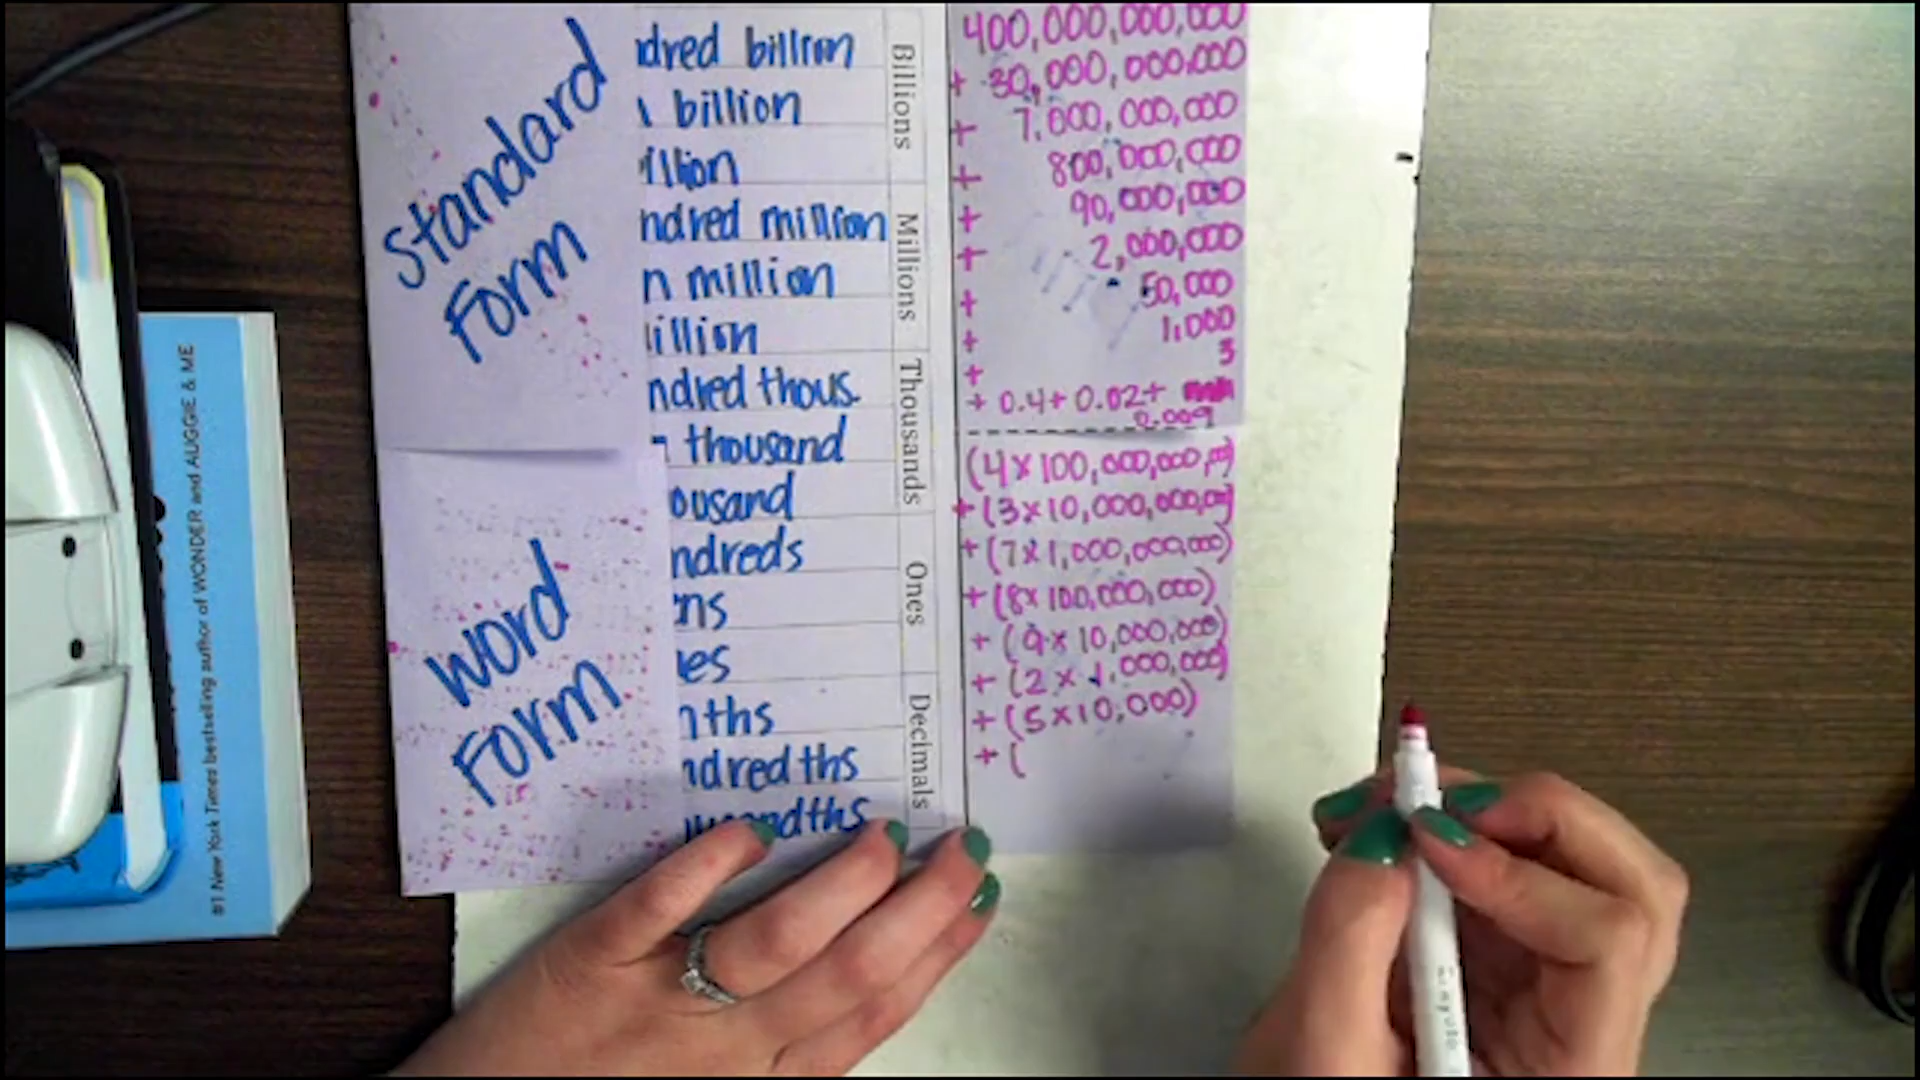 Standard
Form
Word
Form
dred billion
billion
illion
ndred million
n million
illion
ndred thous.
thousand
ousand
ndreds
ens
es
nths
ndredths
ndths
Billions
Millions
Thousands
Ones
Decimals
400,000,000,000
+ 30,000,000,000
+ 7,000,000,000
+ 800,000,000
+ 90,000,000
+ 2,000,000
+ 50,000
+ 1,000
+ 3
+ 0.4+ 0.02+
0.009
(4 x 100,000,000,000)
+ (3 x 10,000,000,000)
+ (7 x 1,000,000,000)
+ (8 x 100,000,000)
+ (9 x 10,000,000)
+ (2 x 1,000,000)
+ (5 x 10,000)
+ (
#1 New York Times bestselling author of WONDER and AUGGIE & ME